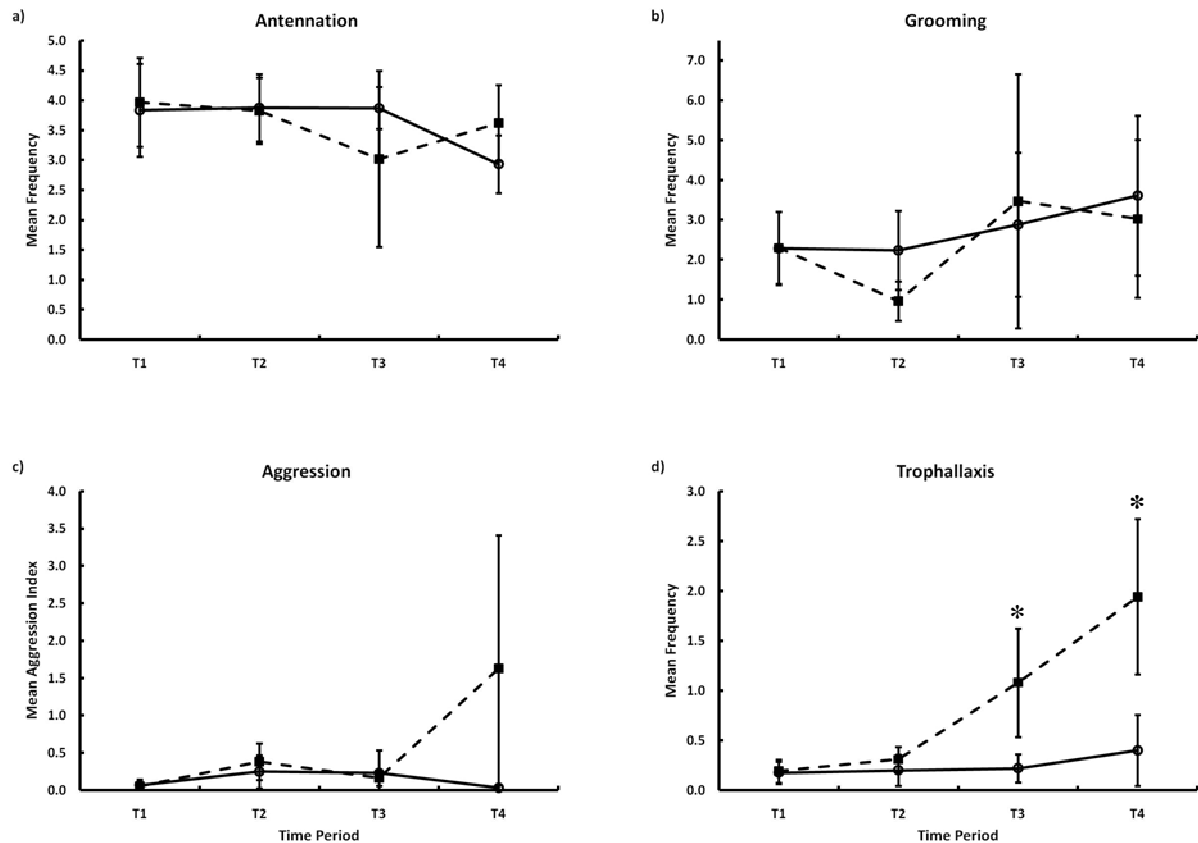 a)
Antennation
Mean Frequency
5.0
4.5
4.0
3.5
3.0
2.5
2.0
1.5
1.0
0.5
0.0
T1 T2 T3 T4
b)
Grooming
Mean Frequency
7.0
6.0
5.0
4.0
3.0
2.0
1.0
0.0
T1 T2 T3 T4
c)
Aggression
Mean Aggression Index
4.0
3.5
3.0
2.5
2.0
1.5
1.0
0.5
0.0
T1 T2 T3 T4
Time Period
d)
Trophallaxis
Mean Frequency
3.0
2.5
2.0
1.5
1.0
0.5
0.0
*
*
T1 T2 T3 T4
Time Period